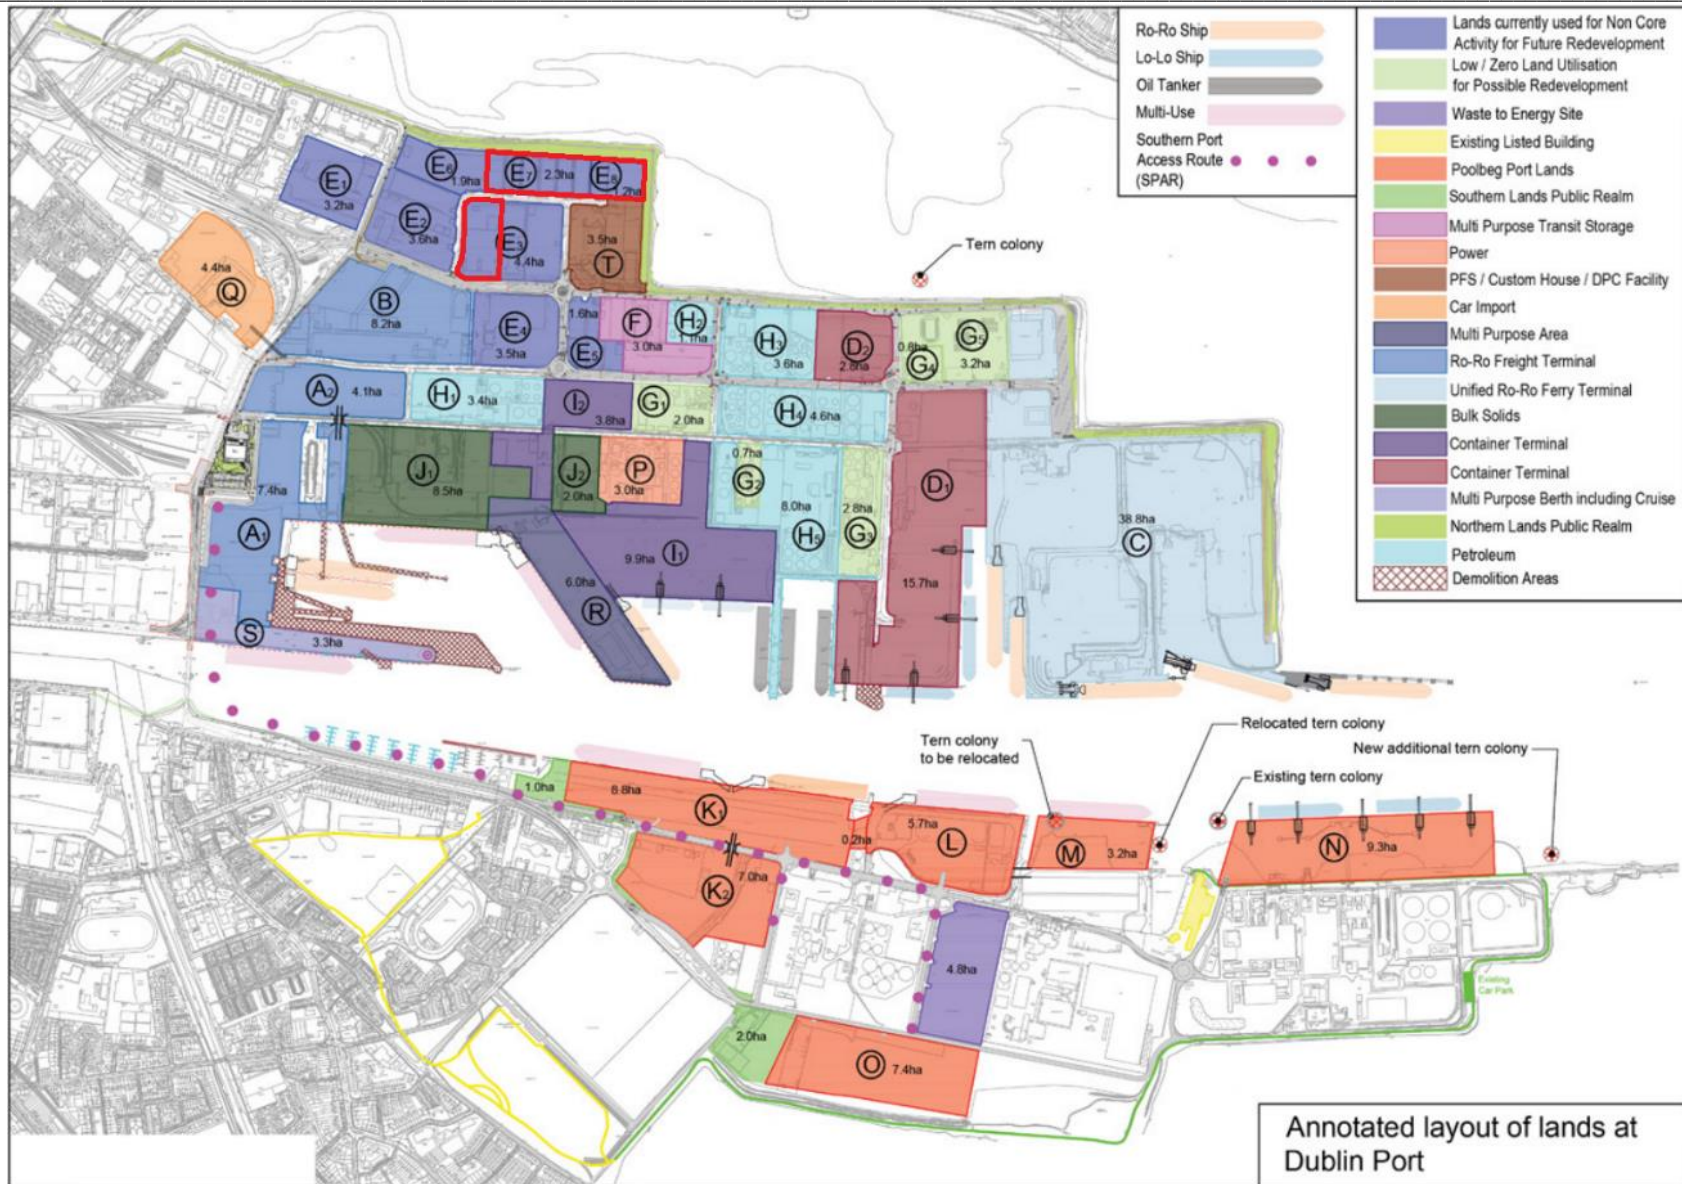 Ro-Ro Ship
Lo-Lo Ship
Oil Tanker
Multi-Use
Southern Port
Access Route
(SPAR)
Lands currently used for Non Core
Activity for Future Redevelopment
Low / Zero Land Utilisation
for Possible Redevelopment
Waste to Energy Site
Existing Listed Building
Poolbeg Port Lands
Southern Lands Public Realm
Multi Purpose Transit Storage
Power
PFS / Custom House / DPC Facility
Car Import
Multi Purpose Area
Ro-Ro Freight Terminal
Unified Ro-Ro Ferry Terminal
Bulk Solids
Container Terminal
Container Terminal
Multi Purpose Berth including Cruise
Northern Lands Public Realm
Petroleum
Demolition Areas
E1
3.2ha
E6
1.9ha
E7
2.3ha
E8
1.2ha
E2
3.6ha
E3
4.4ha
3.5ha
T
4.4ha
Q
B
8.2ha
E4
3.5ha
1.6ha
E5
F
3.0ha
H2
1.1ha
H3
3.6ha
D2
2.8ha
0.8ha
G4
G5
3.2ha
Tern colony
A2
4.1ha
H1
3.4ha
I2
3.8ha
G1
2.0ha
H4
4.6ha
J1
8.5ha
J2
2.0ha
P
3.0ha
0.7ha
G2
8.0ha
H5
2.8ha
G3
D1
15.7ha
38.8ha
C
7.4ha
A1
I1
9.9ha
6.0ha
R
S
3.3ha
Tern colony
to be relocated
Relocated tern colony
New additional tern colony
Existing tern colony
1.0ha
8.8ha
K1
0.2ha
5.7ha
L
M
3.2ha
N
9.3ha
K2
7.0ha
4.8ha
2.0ha
O
7.4ha
Existing
Car Park
Annotated layout of lands at
Dublin Port